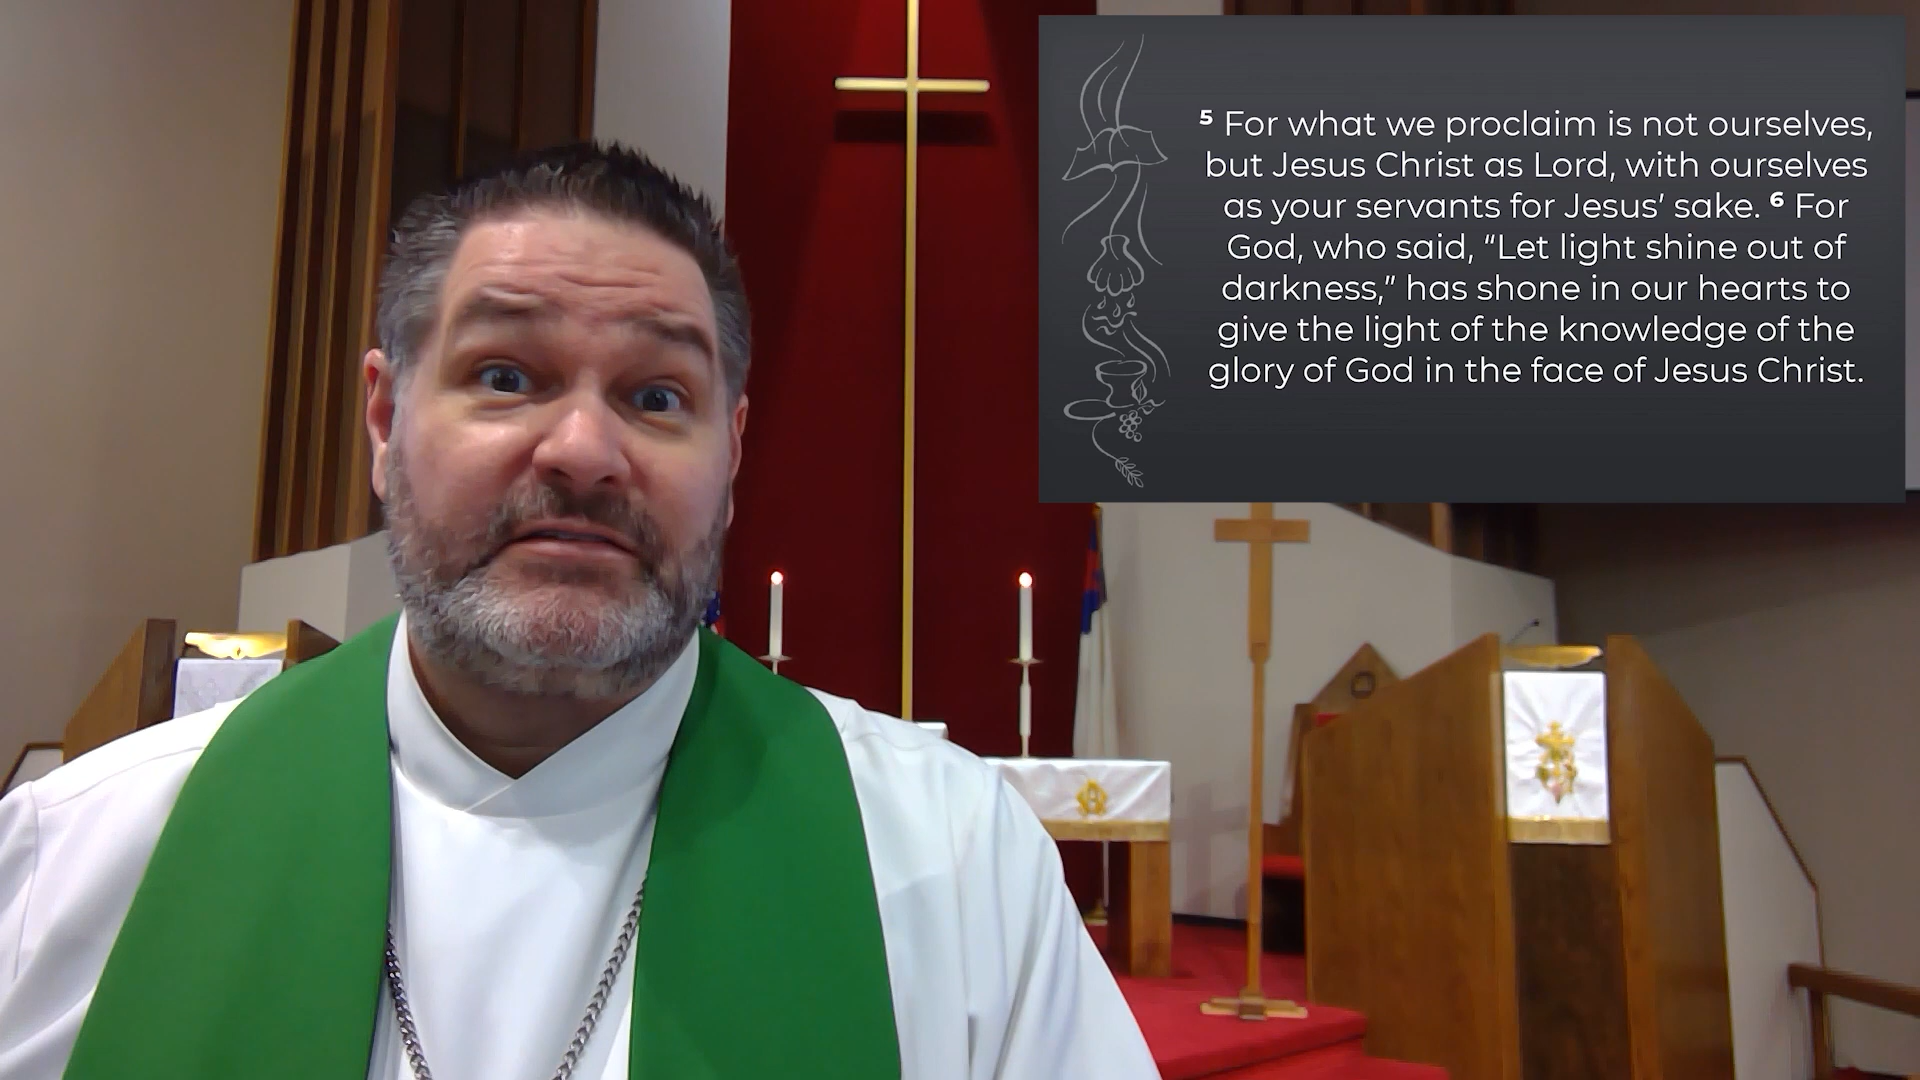 ⁵ For what we proclaim is not ourselves,
but Jesus Christ as Lord, with ourselves
as your servants for Jesus’ sake. ⁶ For
God, who said, “Let light shine out of
darkness,” has shone in our hearts to
give the light of the knowledge of the
glory of God in the face of Jesus Christ.